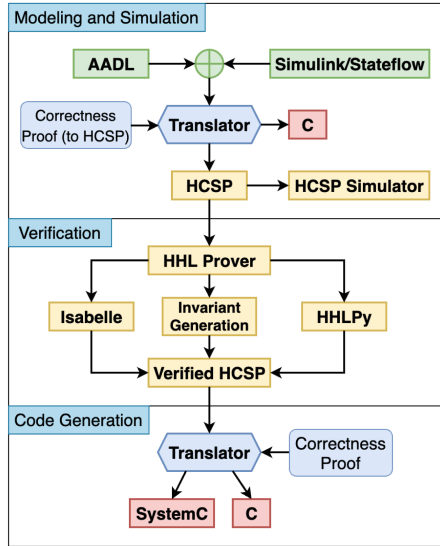 Modeling and Simulation
AADL
Simulink/Stateflow
Correctness
Proof (to HCSP)
Translator
C
HCSP
HCSP Simulator
Verification
HHL Prover
Isabelle
Invariant
Generation
HHLPy
Verified HCSP
Code Generation
Translator
Correctness
Proof
SystemC
C